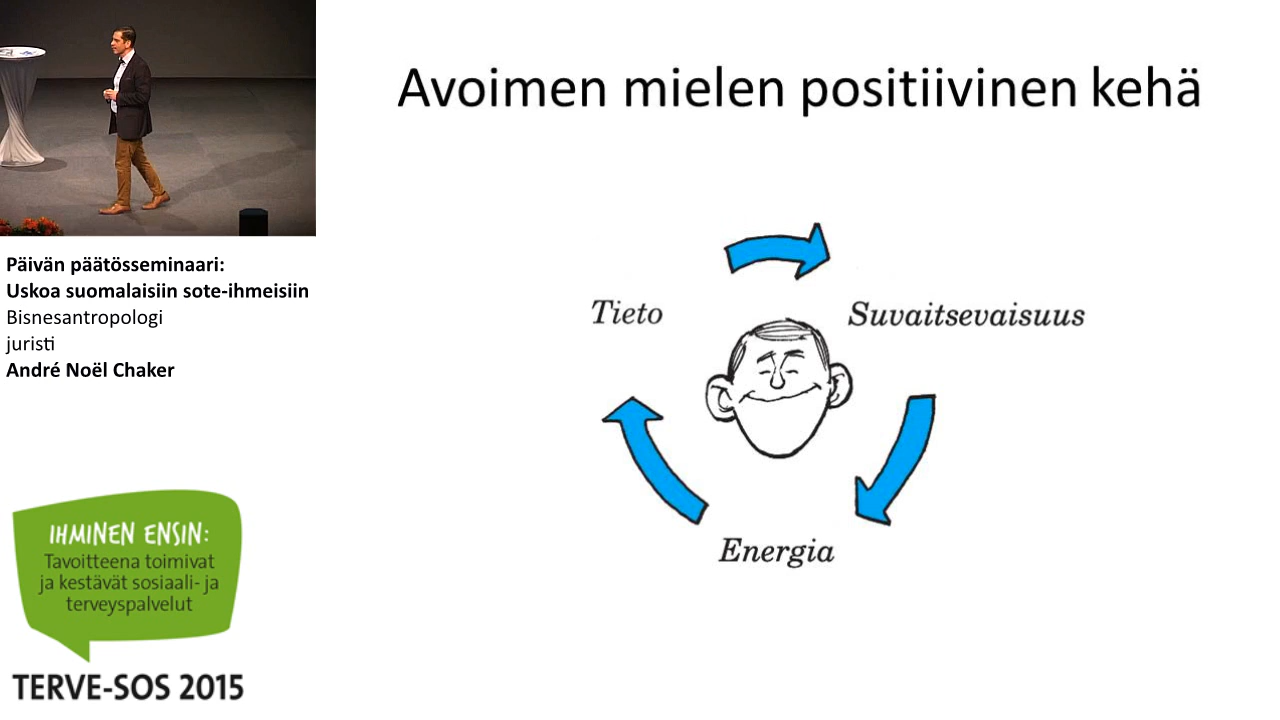 Avoimen mielen positiivinen kehä
Tieto
Suvaitsevaisuus
Energia
Päivän päätösseminaari:
Uskoa suomalaisiin sote-ihmeisiin
Bisnesantropologi
juristi
André Noël Chaker
IHMINEN ENSIN:
Tavoitteena toimivat
ja kestävät sosiaali- ja
terveyspalvelut
TERVE-SOS 2015